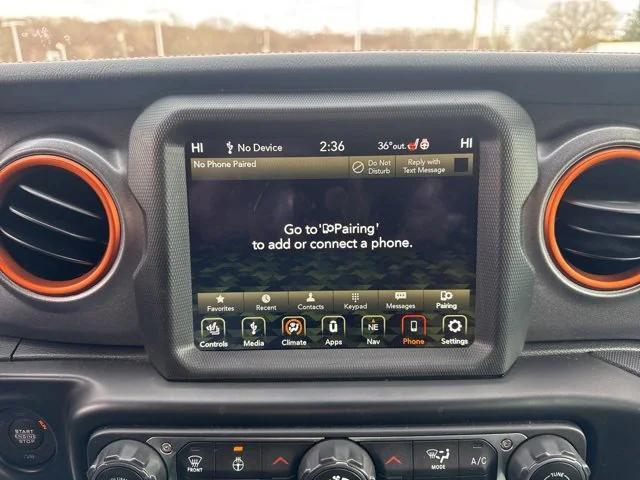 HI No Device 2:36 36°out. HI
No Phone Paired
Do Not
Disturb
Reply with
Text Message
Go to 'Pairing'
to add or connect a phone.
Favorites Recent Contacts Keypad Messages Pairing
NE
Controls Media Climate Apps Nav Phone Settings
START
ENGINE
STOP
FRONT
MODE
A/C
TUNE